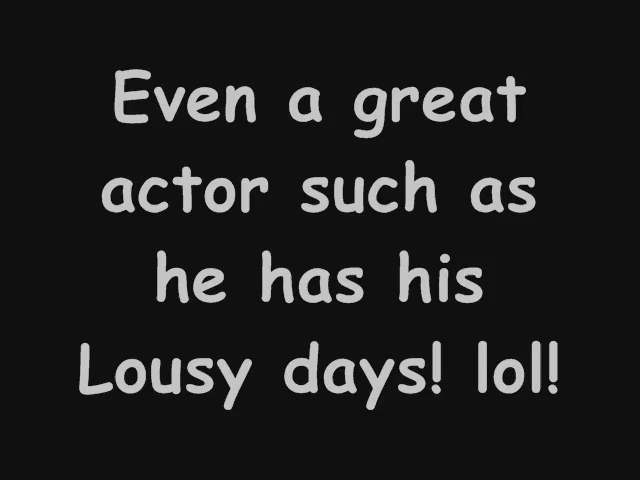 Even a great
actor such as
he has his
Lousy days! lol!